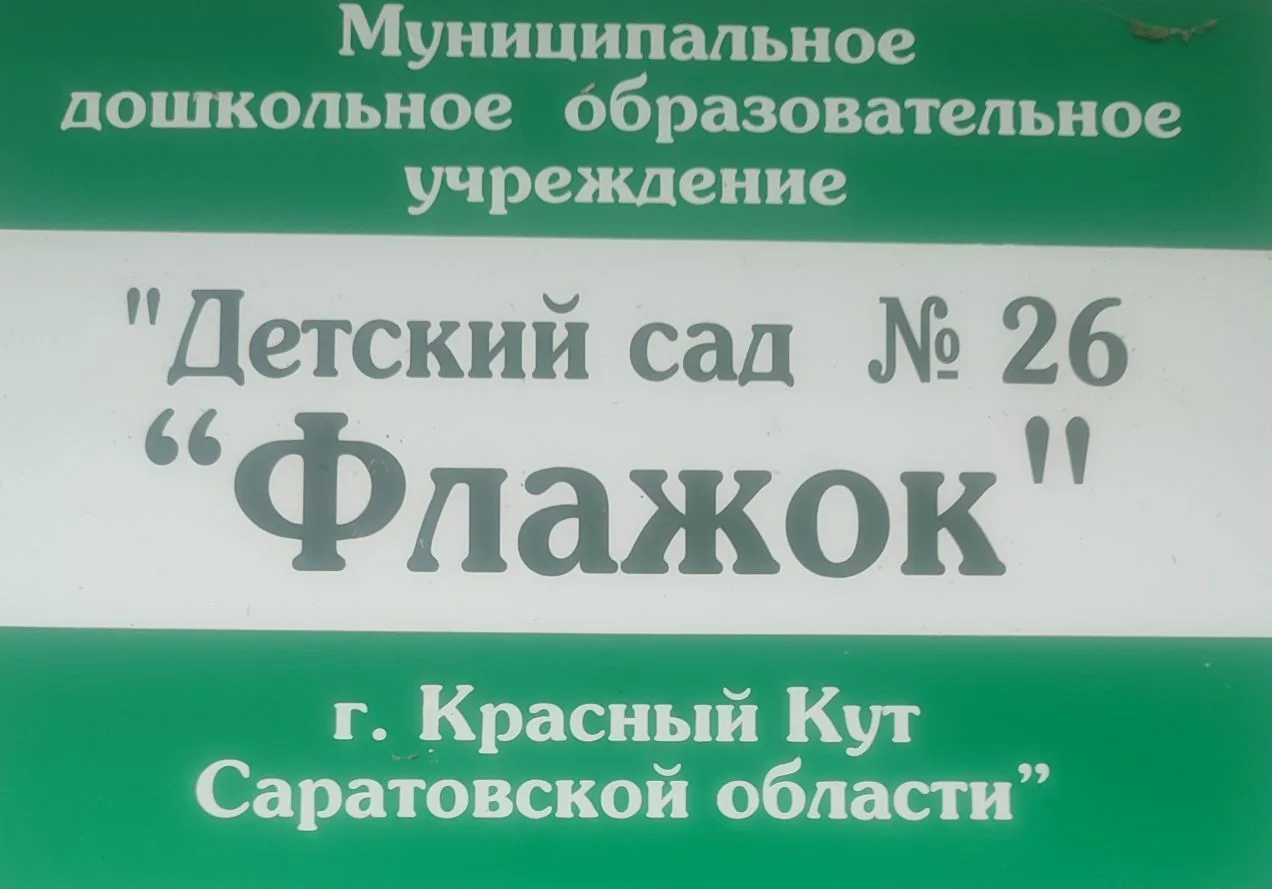 Муниципальное
дошкольное образовательное
учреждение
"Детский сад № 26
“Флажок"
г. Красный Кут
Саратовской области”